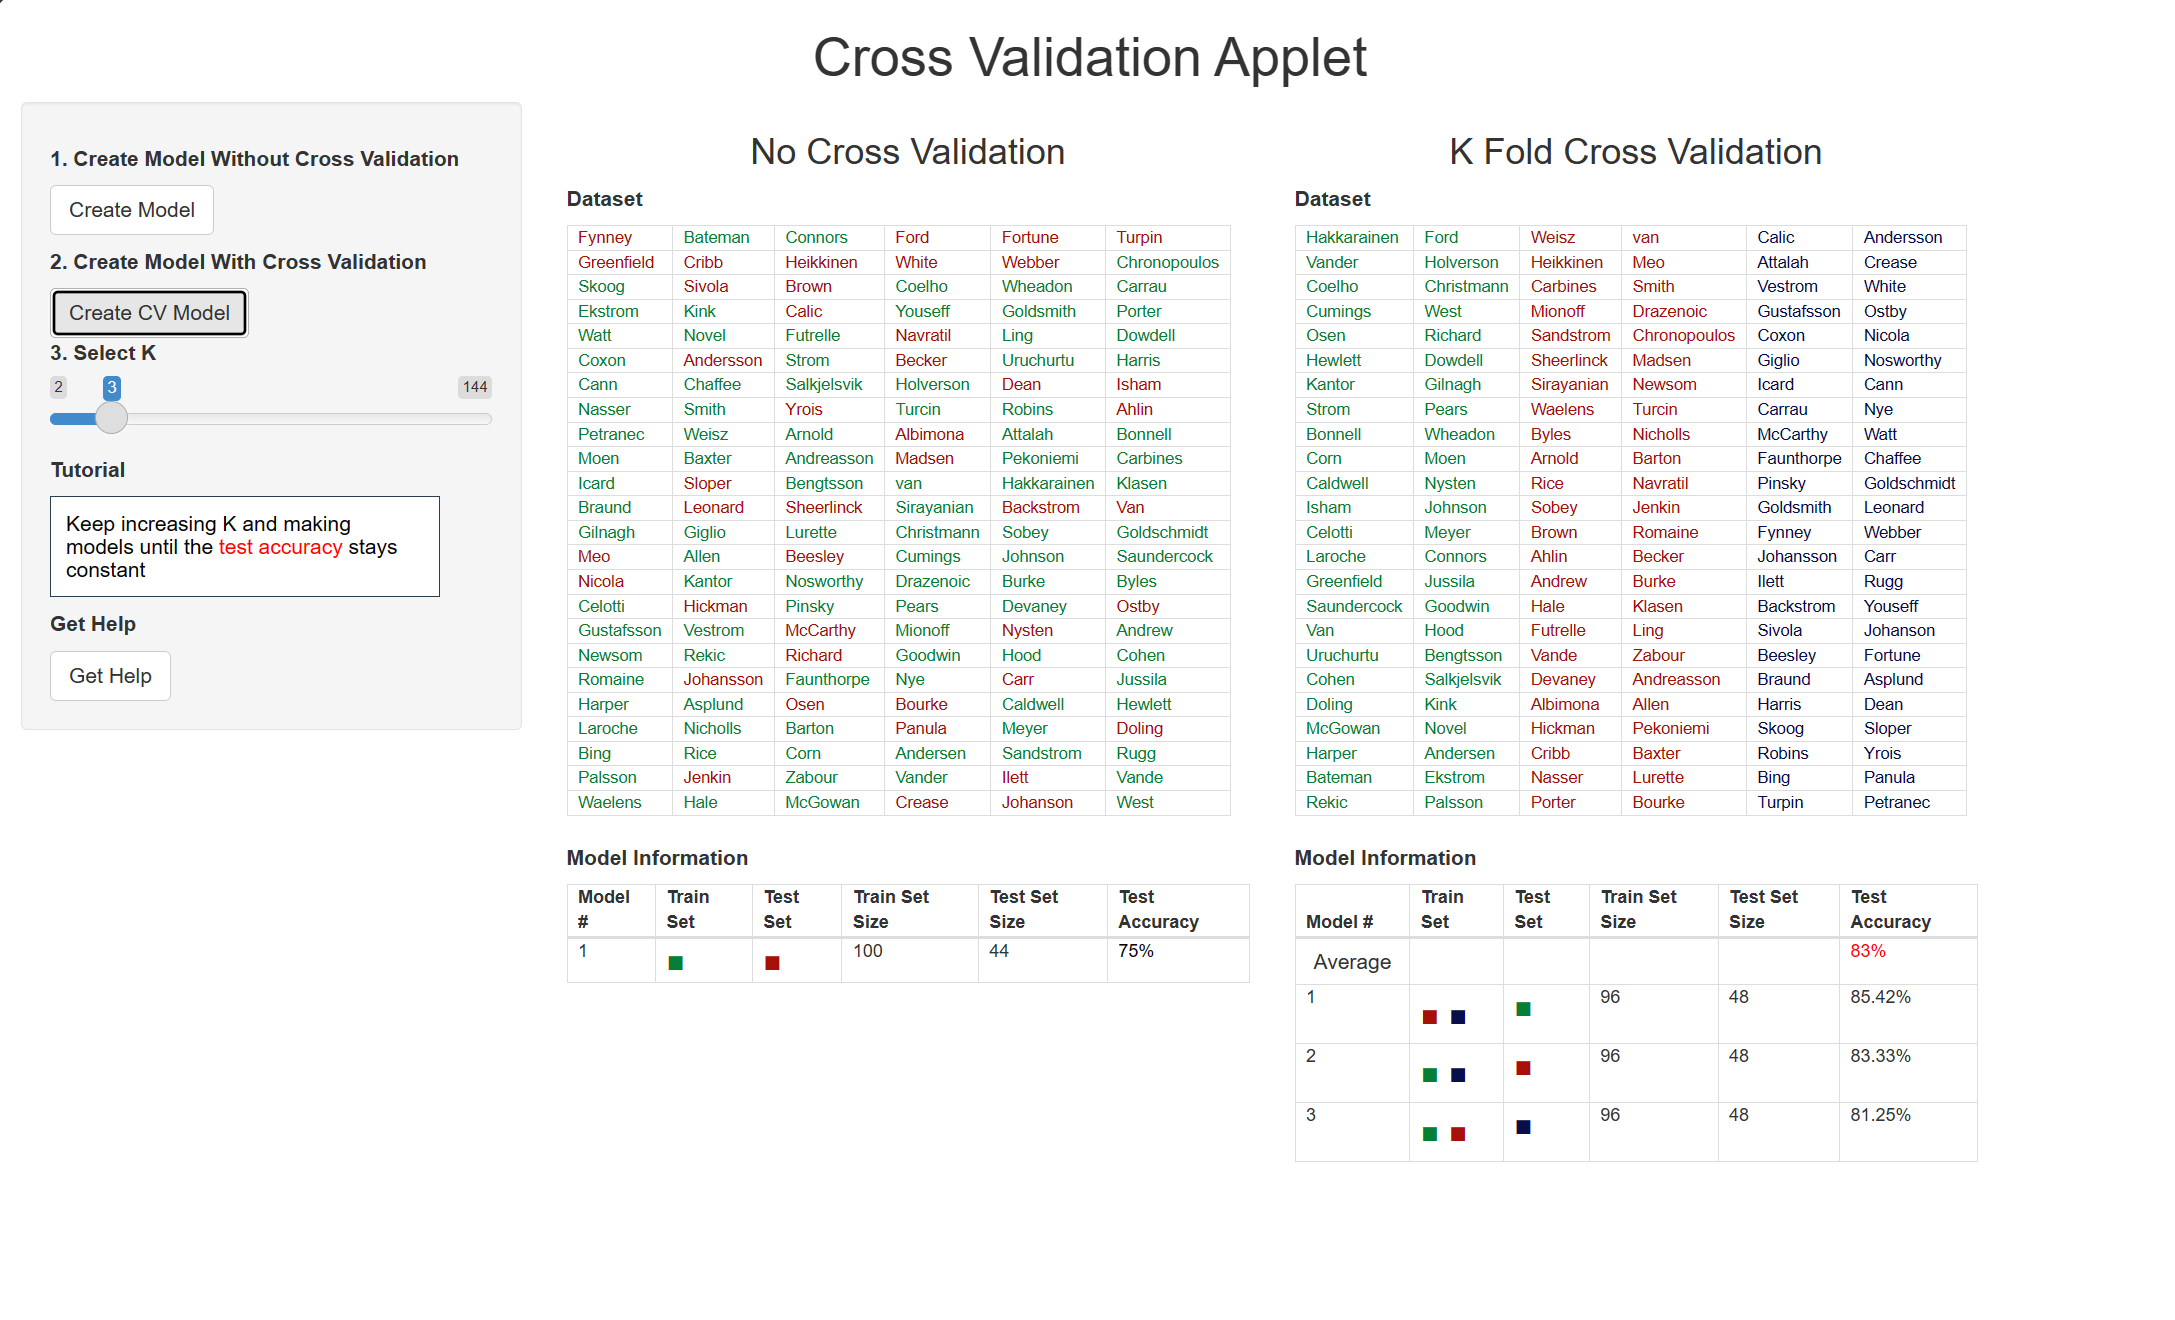 Cross Validation Applet
1. Create Model Without Cross Validation
Create Model
2. Create Model With Cross Validation
Create CV Model
3. Select K
2 3 144
Tutorial
Keep increasing K and making
models until the test accuracy stays
constant
Get Help
Get Help
No Cross Validation
Dataset
Fynney Bateman Connors Ford Fortune Turpin
Greenfield Cribb Heikkinen White Webber Chronopoulos
Skoog Sivola Brown Coelho Wheadon Carrau
Ekstrom Kink Calic Youseff Goldsmith Porter
Watt Novel Futrelle Navratil Ling Dowdell
Coxon Andersson Strom Becker Uruchurtu Harris
Cann Chaffee Salkjelsvik Holverson Dean Isham
Nasser Smith Yrois Turcin Robins Ahlin
Petranec Weisz Arnold Albimona Attalah Bonnell
Moen Baxter Andreasson Madsen Pekoniemi Carbines
Icard Sloper Bengtsson van Hakkarainen Klasen
Braund Leonard Sheerlinck Sirayanian Backstrom Van
Gilnagh Giglio Lurette Christmann Sobey Goldschmidt
Meo Allen Beesley Cumings Johnson Saundercock
Nicola Kantor Nosworthy Drazenoic Burke Byles
Celotti Hickman Pinsky Pears Devaney Ostby
Gustafsson Vestrom McCarthy Mionoff Nysten Andrew
Newsom Rekic Richard Goodwin Hood Cohen
Romaine Johansson Faunthorpe Nye Carr Jussila
Harper Asplund Osen Bourke Caldwell Hewlett
Laroche Nicholls Barton Panula Meyer Doling
Bing Rice Corn Andersen Sandstrom Rugg
Palsson Jenkin Zabour Vander Ilett Vande
Waelens Hale McGowan Crease Johanson West
Model Information
Model # Train Set Test Set Train Set Size Test Set Size Test Accuracy
1 100 44 75%
K Fold Cross Validation
Dataset
Hakkarainen Ford Weisz van Calic Andersson
Vander Holverson Heikkinen Meo Attalah Crease
Coelho Christmann Carbines Smith Vestrom White
Cumings West Mionoff Drazenoic Gustafsson Ostby
Osen Richard Sandstrom Chronopoulos Coxon Nicola
Hewlett Dowdell Sheerlinck Madsen Giglio Nosworthy
Kantor Gilnagh Sirayanian Newsom Icard Cann
Strom Pears Waelens Turcin Carrau Nye
Bonnell Wheadon Byles Nicholls McCarthy Watt
Corn Moen Arnold Barton Faunthorpe Chaffee
Caldwell Nysten Rice Navratil Pinsky Goldschmidt
Isham Johnson Sobey Jenkin Goldsmith Leonard
Celotti Meyer Brown Romaine Fynney Webber
Laroche Connors Ahlin Becker Johansson Carr
Greenfield Jussila Andrew Burke Ilett Rugg
Saundercock Goodwin Hale Klasen Backstrom Youseff
Van Hood Futrelle Ling Sivola Johanson
Uruchurtu Bengtsson Vande Zabour Beesley Fortune
Cohen Salkjelsvik Devaney Andreasson Braund Asplund
Doling Kink Albimona Allen Harris Dean
McGowan Novel Hickman Pekoniemi Skoog Sloper
Harper Andersen Cribb Baxter Robins Yrois
Bateman Ekstrom Nasser Lurette Bing Panula
Rekic Palsson Porter Bourke Turpin Petranec
Model Information
Model # Train Set Test Set Train Set Size Test Set Size Test Accuracy
Average 83%
1 96 48 85.42%
2 96 48 83.33%
3 96 48 81.25%